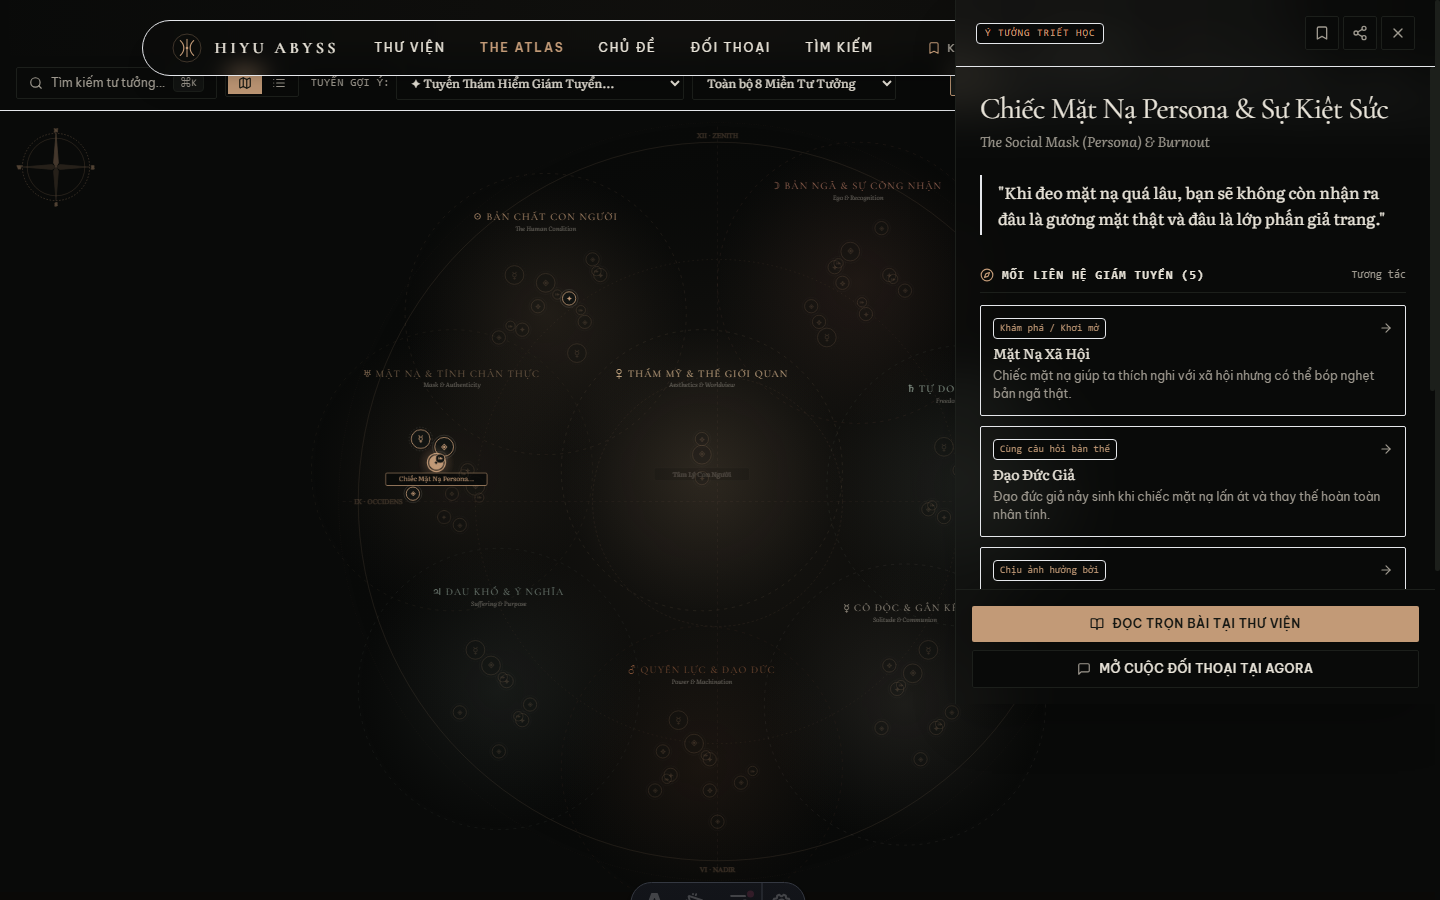 HIYU ABYSS
THƯ VIỆN
THE ATLAS
CHỦ ĐỀ
ĐỐI THOẠI
TÌM KIẾM
Tìm kiếm tư tưởng...
⌘K
TUYẾN GỢI Ý:
✦ Tuyến Thám Hiểm Giám Tuyển...
Toàn bộ 8 Miền Tư Tưởng
XII · ZENITH
☽ BẢN NGÃ & SỰ CÔNG NHẬN
Ego & Recognition
☉ BẢN CHẤT CON NGƯỜI
The Human Condition
♅ MẶT NẠ & TÍNH CHÂN THỰC
Mask & Authenticity
♀ THẨM MỸ & THẾ GIỚI QUAN
Aesthetics & Worldview
♄ TỰ DO
Chiếc Mặt Nạ Persona...
Tâm Lý Con Người
IX · OCCIDENS
♃ ĐAU KHỔ & Ý NGHĨA
Suffering & Purpose
☿ CÔ ĐỘC & GẮN KẾ
Solitude & Communion
♂ QUYỀN LỰC & ĐẠO ĐỨC
Power & Machination
VI · NADIR
Ý TƯỞNG TRIẾT HỌC
Chiếc Mặt Nạ Persona & Sự Kiệt Sức
The Social Mask (Persona) & Burnout
"Khi đeo mặt nạ quá lâu, bạn sẽ không còn nhận ra
đâu là gương mặt thật và đâu là lớp phấn giả trang."
MỐI LIÊN HỆ GIÁM TUYỂN (5)
Tương tác
Khám phá / Khơi mở
Mặt Nạ Xã Hội
Chiếc mặt nạ giúp ta thích nghi với xã hội nhưng có thể bóp nghẹt
bản ngã thật.
Cùng câu hỏi bản thể
Đạo Đức Giả
Đạo đức giả nảy sinh khi chiếc mặt nạ lấn át và thay thế hoàn toàn
nhân tính.
Chịu ảnh hưởng bởi
ĐỌC TRỌN BÀI TẠI THƯ VIỆN
MỞ CUỘC ĐỐI THOẠI TẠI AGORA